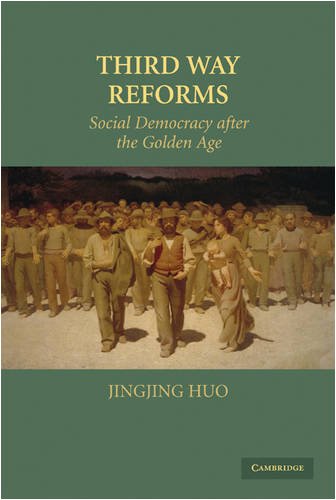 THIRD WAY
REFORMS
Social Democracy after
the Golden Age
JINGJING HUO
CAMBRIDGE